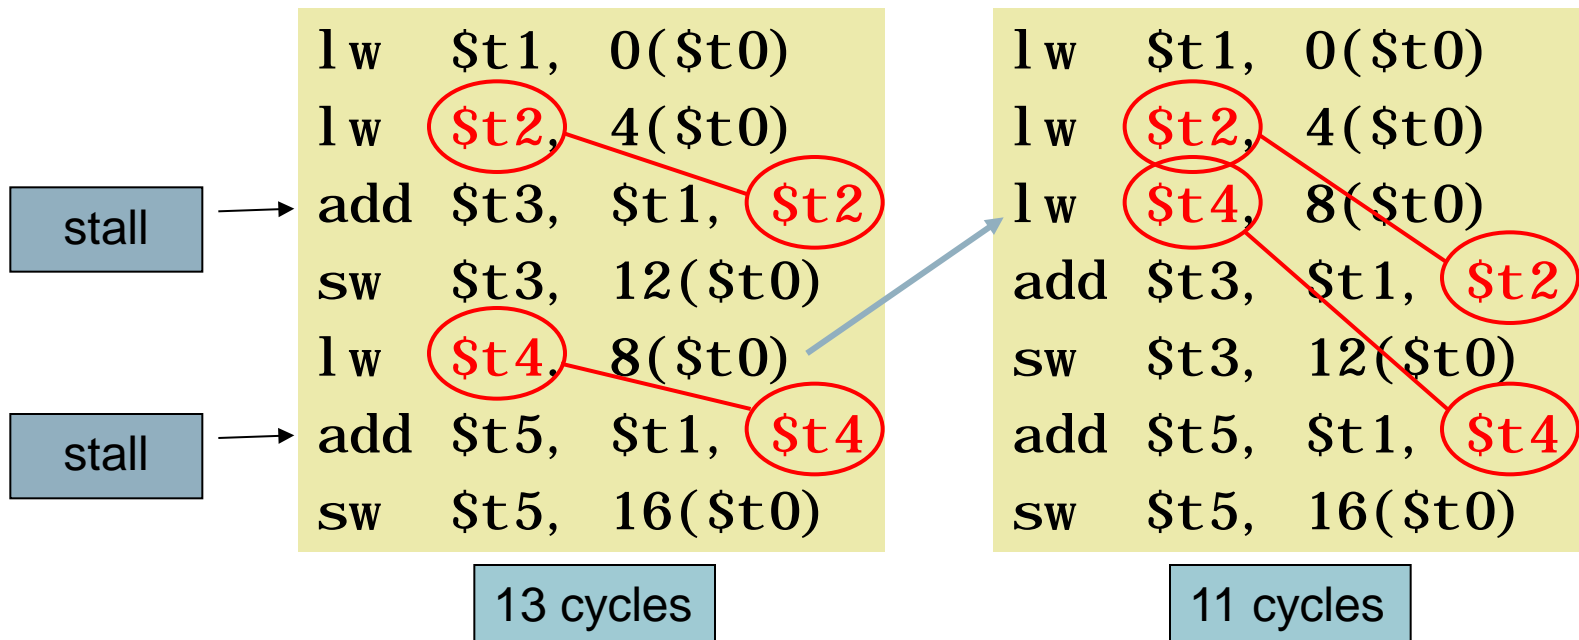 lw $t1, 0($t0)
lw $t2, 4($t0)
stall
add $t3, $t1, $t2
sw $t3, 12($t0)
lw $t4, 8($t0)
stall
add $t5, $t1, $t4
sw $t5, 16($t0)
13 cycles
lw $t1, 0($t0)
lw $t2, 4($t0)
lw $t4, 8($t0)
add $t3, $t1, $t2
sw $t3, 12($t0)
add $t5, $t1, $t4
sw $t5, 16($t0)
11 cycles